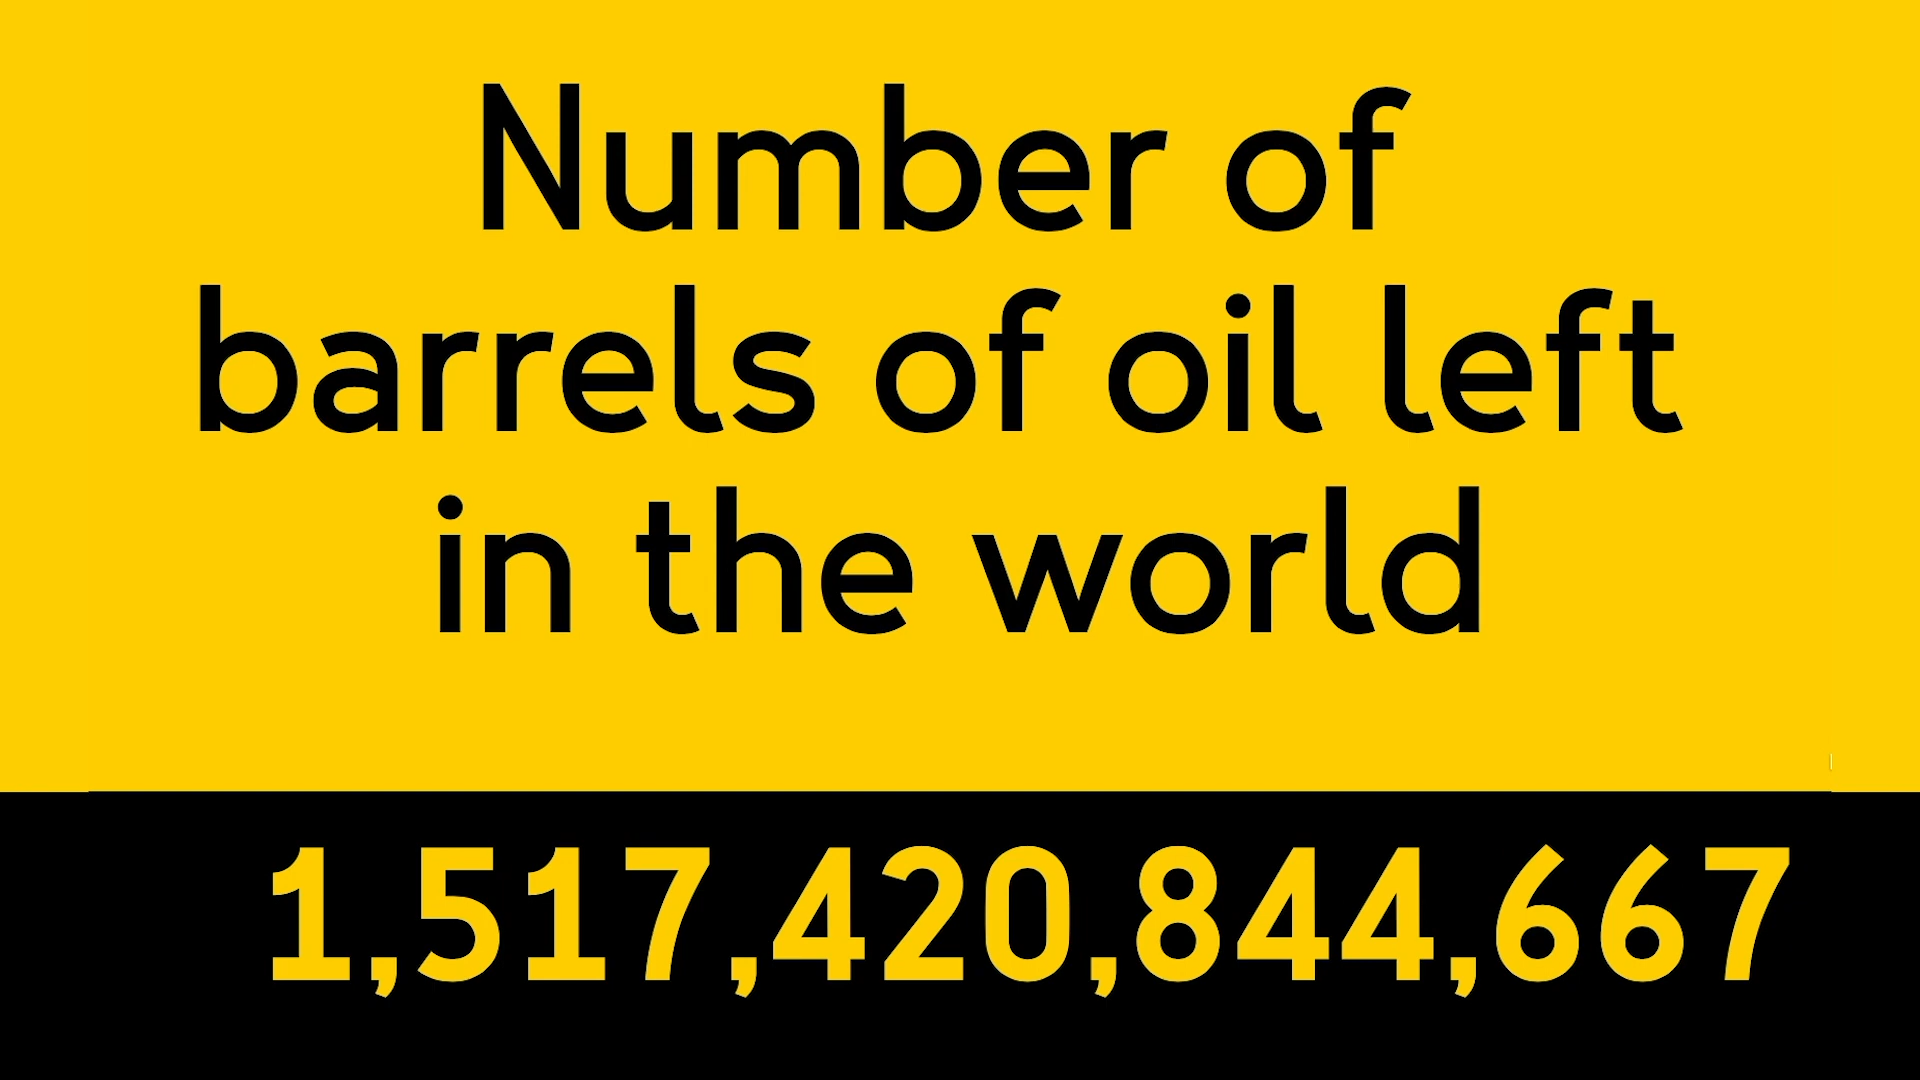 Number of
barrels of oil left
in the world
1,517,420,844,667